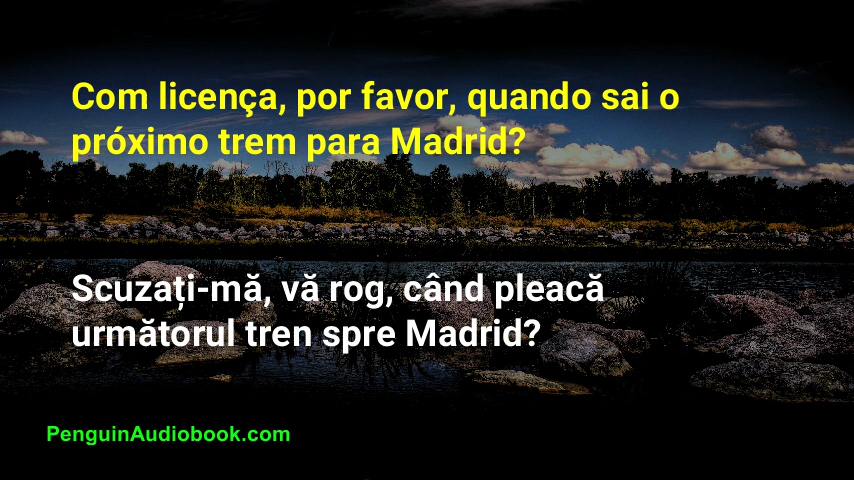 Com licença, por favor, quando sai o
próximo trem para Madrid?
Scuzați-mă, vă rog, când pleacă
următorul tren spre Madrid?
PenguinAudiobook.com